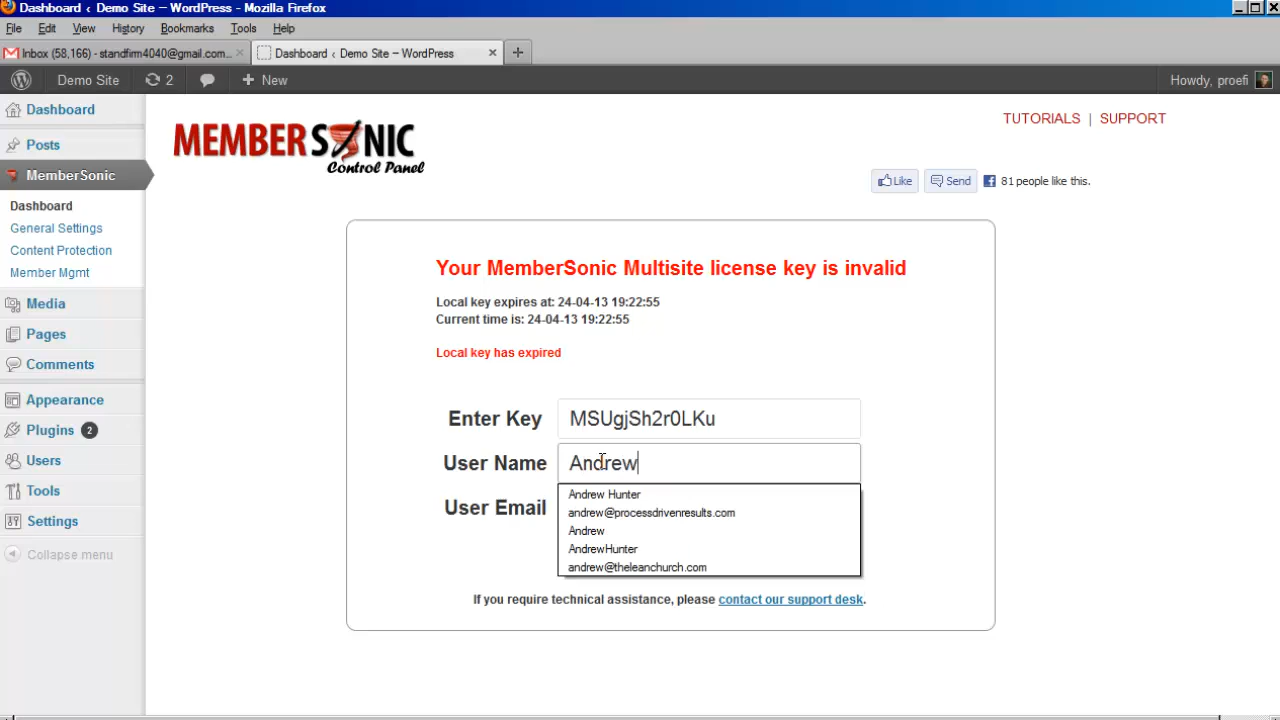 Dashboard ‹ Demo Site — WordPress - Mozilla Firefox
File Edit View History Bookmarks Tools Help
Inbox (58,166) - standfirm4040@gmail.com...
Dashboard ‹ Demo Site — WordPress
Demo Site 2 New
Howdy, proefi
Dashboard
Posts
MemberSonic
Dashboard
General Settings
Content Protection
Member Mgmt
Media
Pages
Comments
Appearance
Plugins 2
Users
Tools
Settings
Collapse menu
MEMBERSONIC
Control Panel
TUTORIALS | SUPPORT
Like Send 81 people like this.
Your MemberSonic Multisite license key is invalid
Local key expires at: 24-04-13 19:22:55
Current time is: 24-04-13 19:22:55
Local key has expired
Enter Key MSUgjSh2r0LKu
User Name Andrew
User Email
Andrew Hunter
andrew@processdrivenresults.com
Andrew
AndrewHunter
andrew@theleanchurch.com
If you require technical assistance, please contact our support desk.